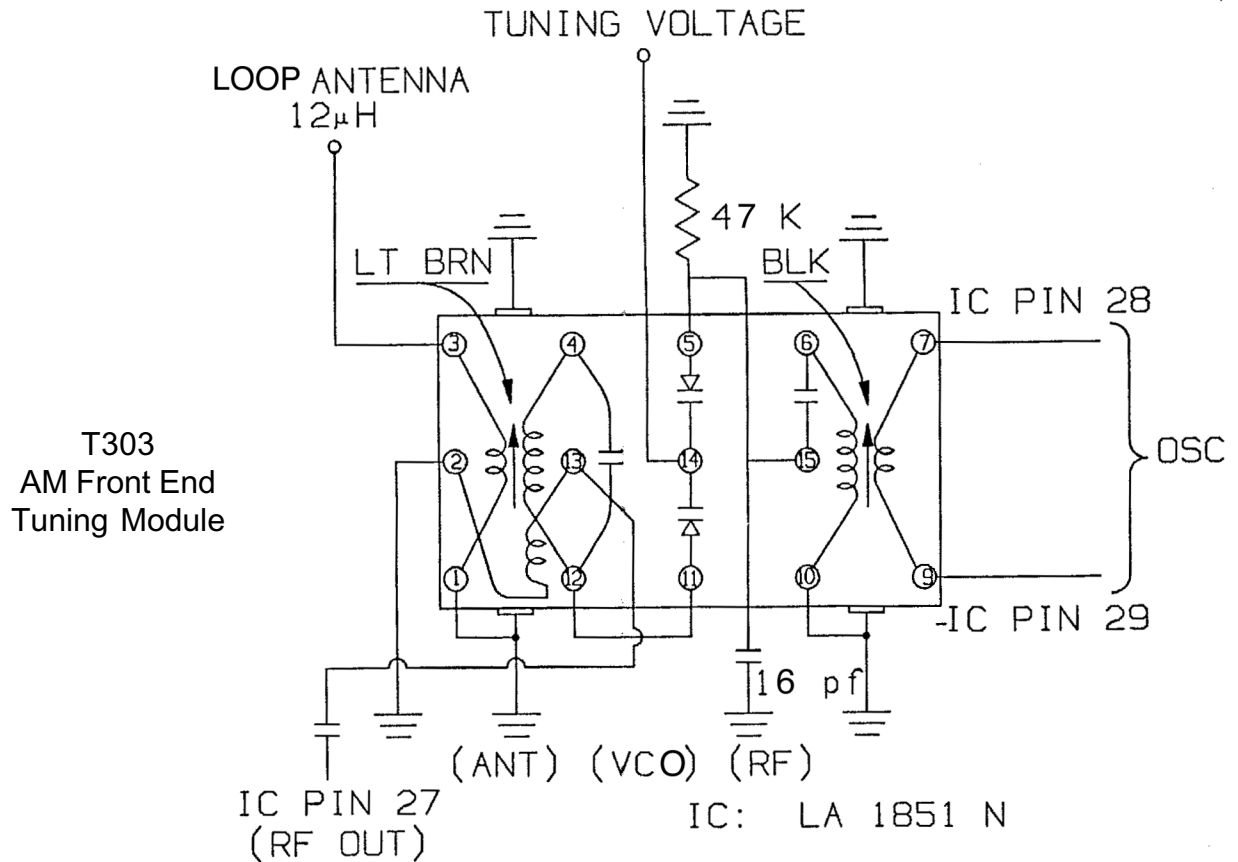 TUNING VOLTAGE
LOOP ANTENNA
12μH
47 K
LT BRN
BLK
IC PIN 28
3
4
5
6
7
T303
AM Front End
Tuning Module
2
13
14
15
OSC
1
12
11
10
9
-IC PIN 29
16 pf
(ANT) (VCO) (RF)
IC PIN 27
(RF OUT)
IC: LA 1851 N